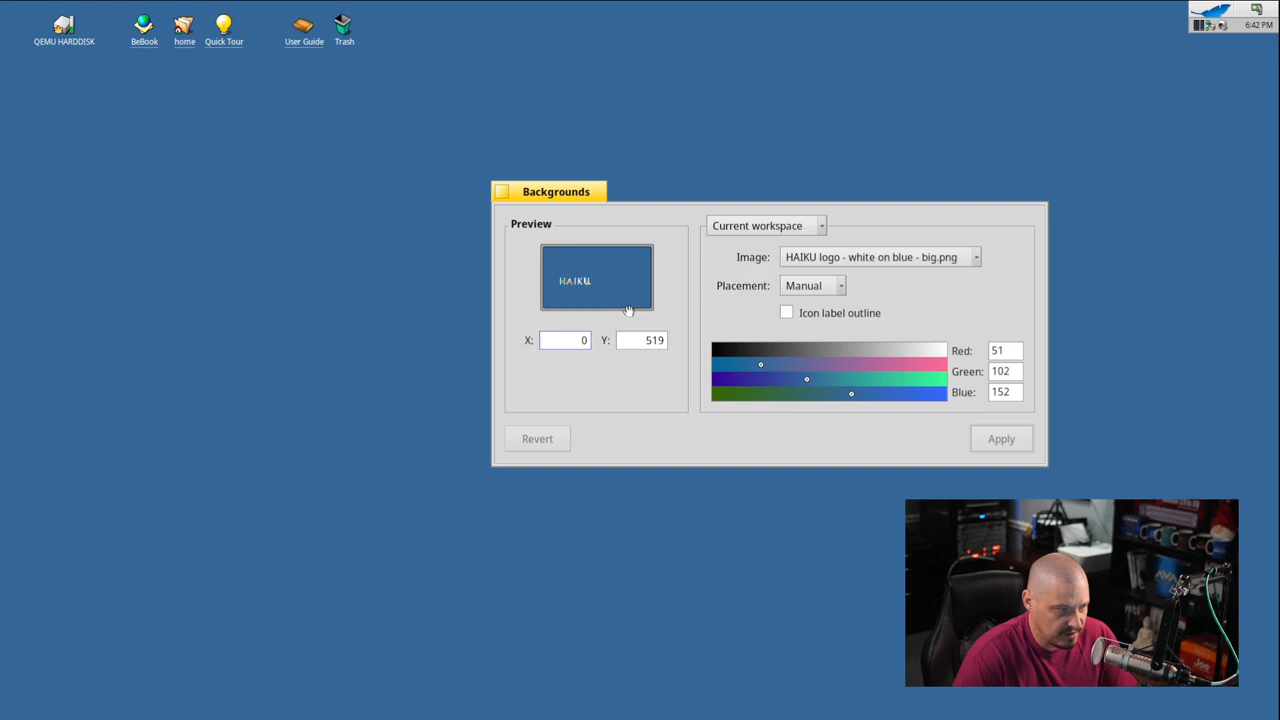 QEMU HARDDISK
BeBook
home
Quick Tour
User Guide
Trash
6:42 PM
Backgrounds
Preview
HAIKU
X: 0 Y: 519
Current workspace
Image: HAIKU logo - white on blue - big.png
Placement: Manual
Icon label outline
Red: 51
Green: 102
Blue: 152
Revert
Apply
AVA
Joe